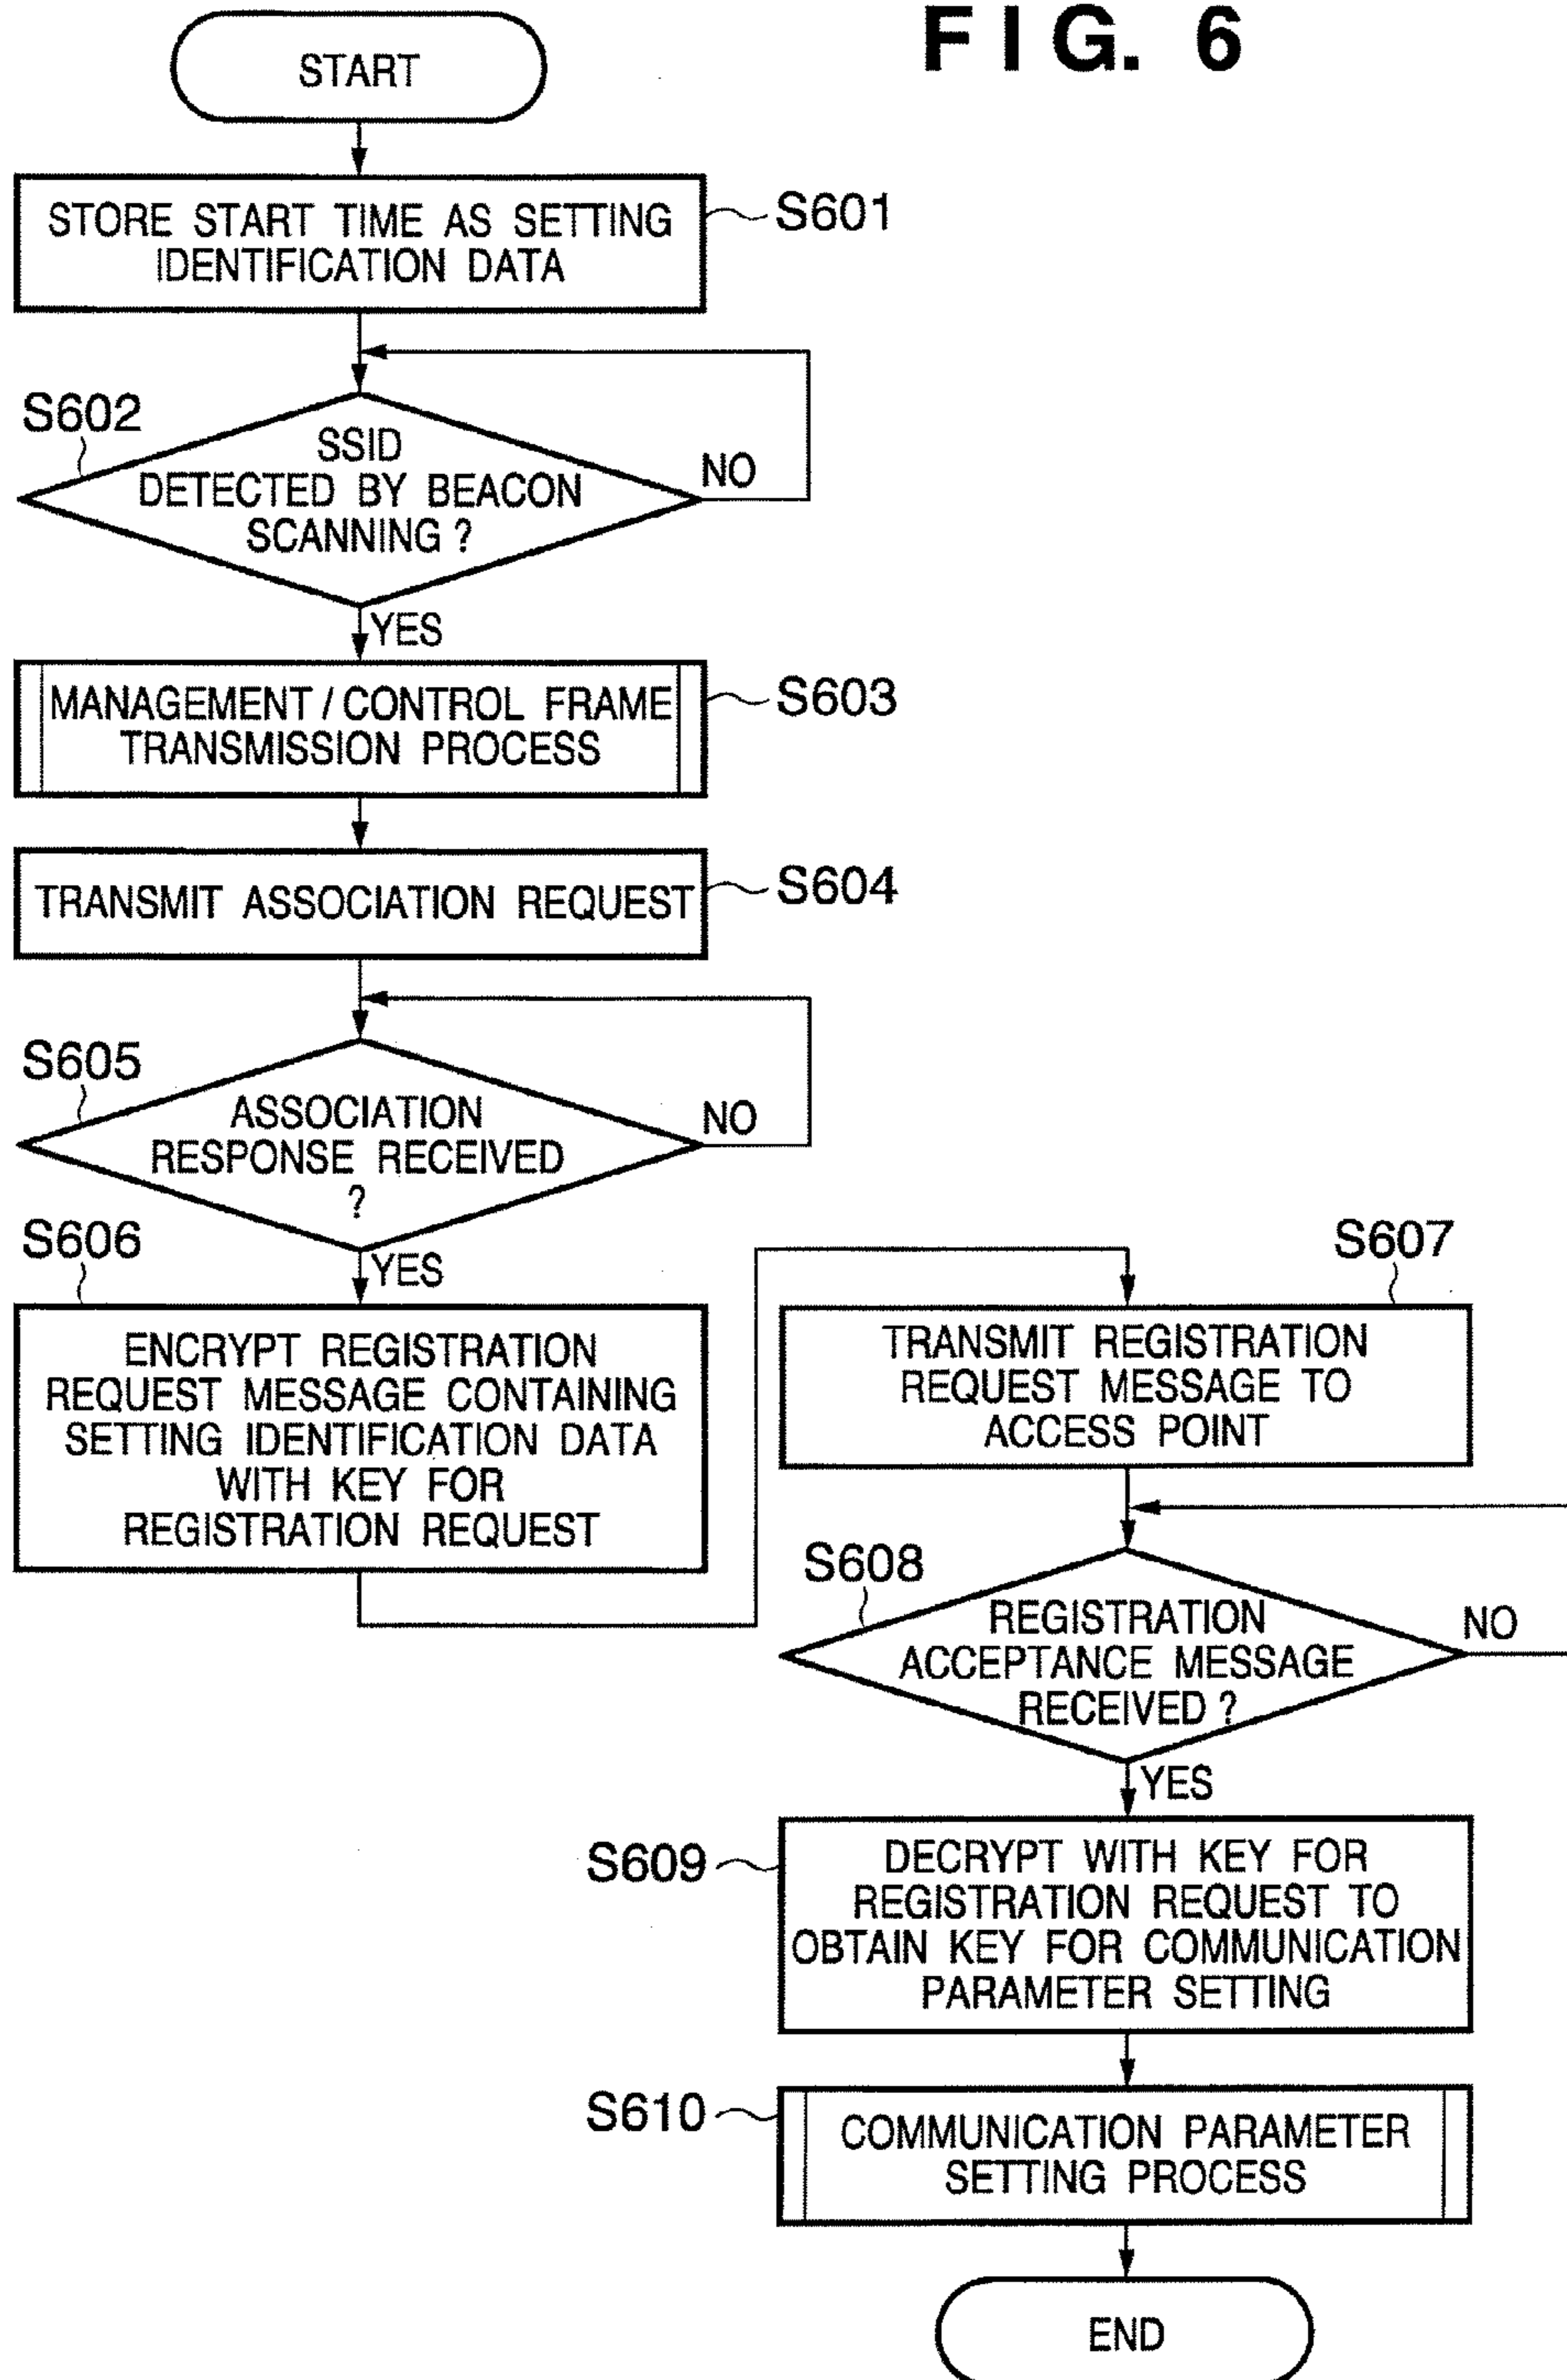 FIG. 6
START
STORE START TIME AS SETTING
IDENTIFICATION DATA
S601
S602
SSID
DETECTED BY BEACON
SCANNING ?
NO
YES
MANAGEMENT / CONTROL FRAME
TRANSMISSION PROCESS
S603
TRANSMIT ASSOCIATION REQUEST
S604
S605
ASSOCIATION
RESPONSE RECEIVED
?
NO
YES
S606
ENCRYPT REGISTRATION
REQUEST MESSAGE CONTAINING
SETTING IDENTIFICATION DATA
WITH KEY FOR
REGISTRATION REQUEST
S607
TRANSMIT REGISTRATION
REQUEST MESSAGE TO
ACCESS POINT
S608
REGISTRATION
ACCEPTANCE MESSAGE
RECEIVED ?
NO
YES
S609
DECRYPT WITH KEY FOR
REGISTRATION REQUEST TO
OBTAIN KEY FOR COMMUNICATION
PARAMETER SETTING
S610
COMMUNICATION PARAMETER
SETTING PROCESS
END